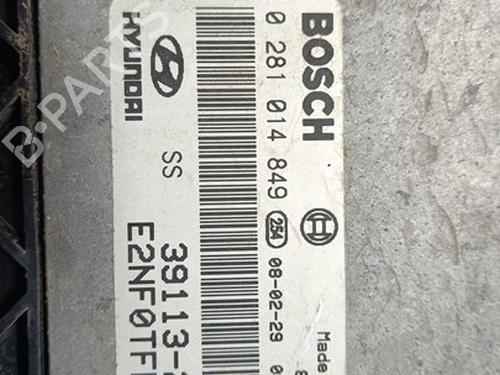 BOSCH
0 281 014 849 254 08-02-29
Made
HYUNDAI
SS
39113-
E2NF0TF
B-PARTS